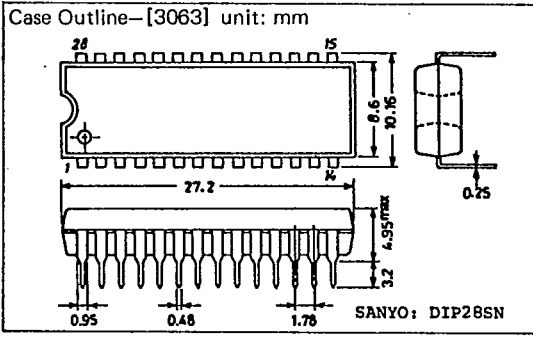 Case Outline—[3063] unit: mm
28 15
8.6
10.16
1 14
27.2
0.25
4.95max
3.2
0.95 0.48 1.78
SANYO: DIP28SN